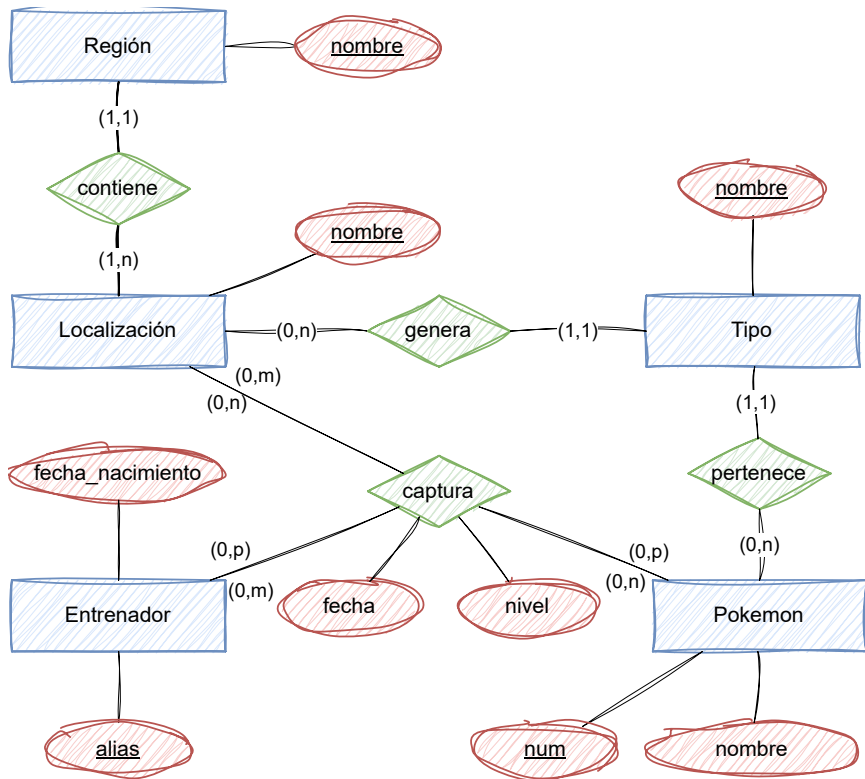 Región
nombre
(1,1)
contiene
nombre
(1,n)
nombre
Localización
(0,n)
genera
(1,1)
Tipo
(0,m)
(0,n)
(1,1)
fecha_nacimiento
captura
pertenece
(0,p)
(0,m)
(0,p)
(0,n)
(0,n)
Entrenador
fecha
nivel
Pokemon
alias
num
nombre